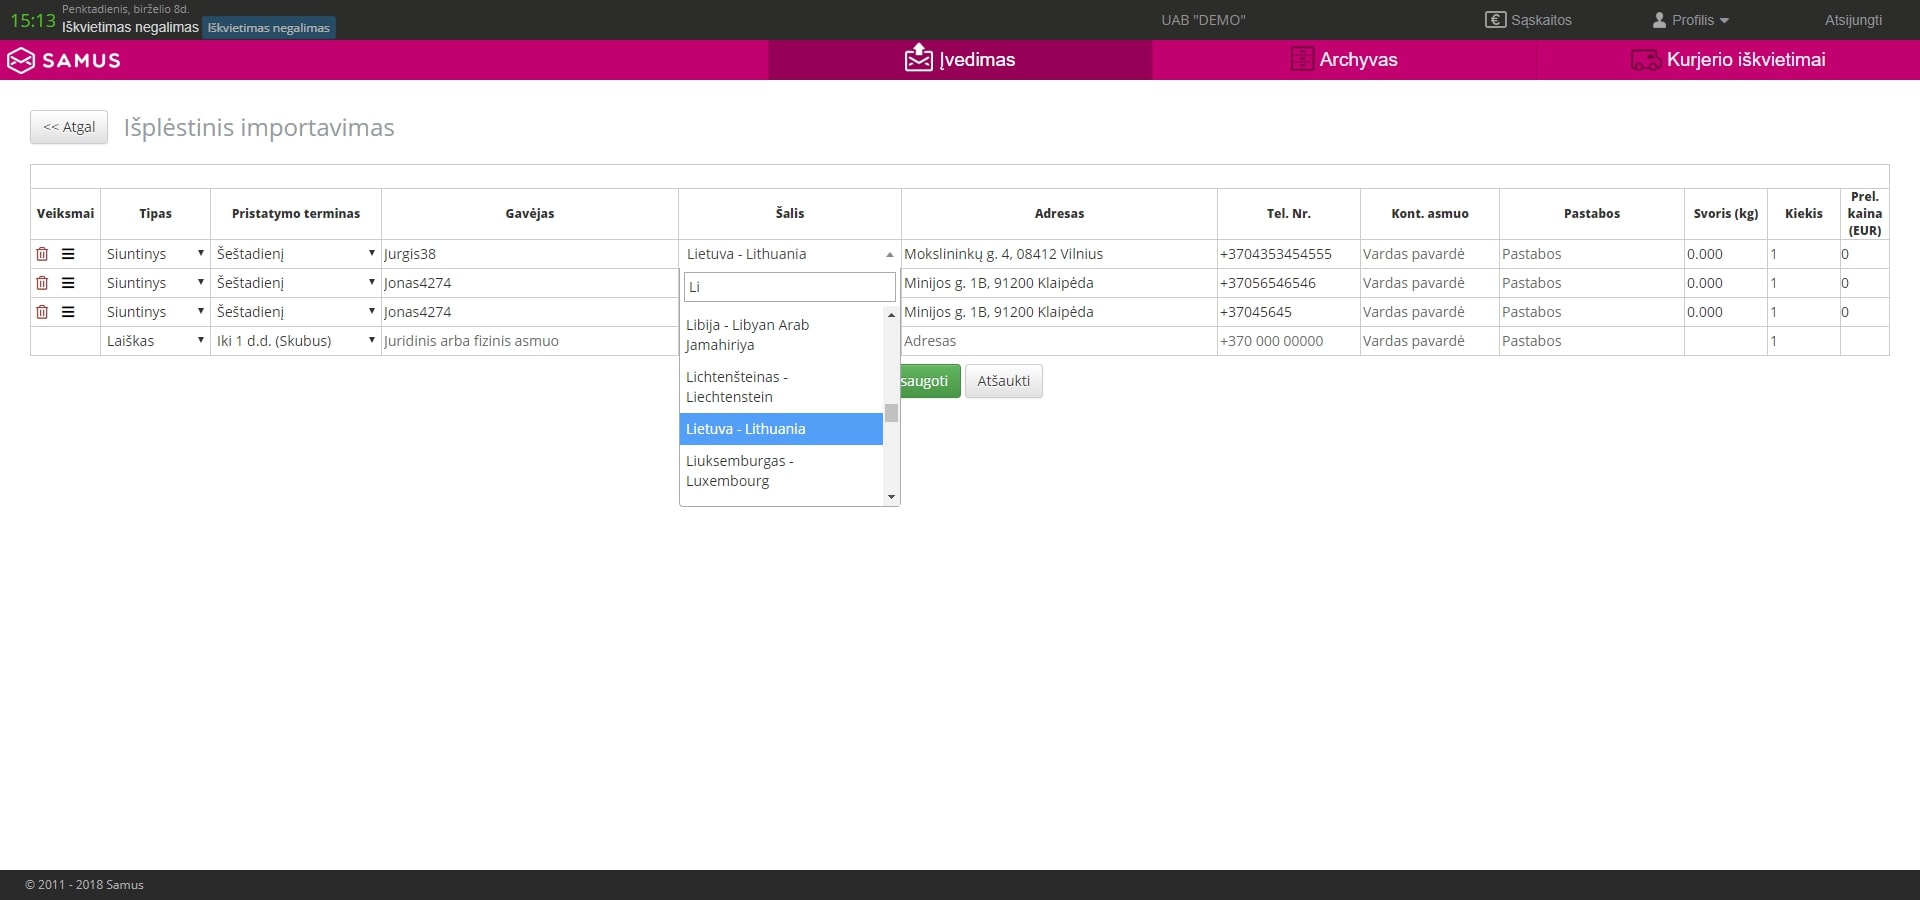 15:13
Penktadienis, birželio 8d.
Iškvietimas negalimas Iškvietimas negalimas
UAB "DEMO"
Sąskaitos
Profilis
Atsijungti
SAMUS
Įvedimas
Archyvas
Kurjerio iškvietimai
<< Atgal
Išplėstinis importavimas
Veiksmai Tipas Pristatymo terminas Gavėjas Šalis Adresas Tel. Nr. Kont. asmuo Pastabos Svoris (kg) Kiekis Prel. kaina (EUR)
Siuntinys Šeštadienį Jurgis38 Lietuva - Lithuania Mokslininkų g. 4, 08412 Vilnius +3704353454555 Vardas pavardė Pastabos 0.000 1 0
Siuntinys Šeštadienį Jonas4274 Minijos g. 1B, 91200 Klaipėda +37056546546 Vardas pavardė Pastabos 0.000 1 0
Siuntinys Šeštadienį Jonas4274 Minijos g. 1B, 91200 Klaipėda +37045645 Vardas pavardė Pastabos 0.000 1 0
Laiškas Iki 1 d.d. (Skubus) Juridinis arba fizinis asmuo Adresas +370 000 00000 Vardas pavardė Pastabos 1
Li
Libija - Libyan Arab
Jamahiriya
Lichtenšteinas -
Liechtenstein
Lietuva - Lithuania
Liuksemburgas -
Luxembourg
saugoti
Atšaukti
© 2011 - 2018 Samus